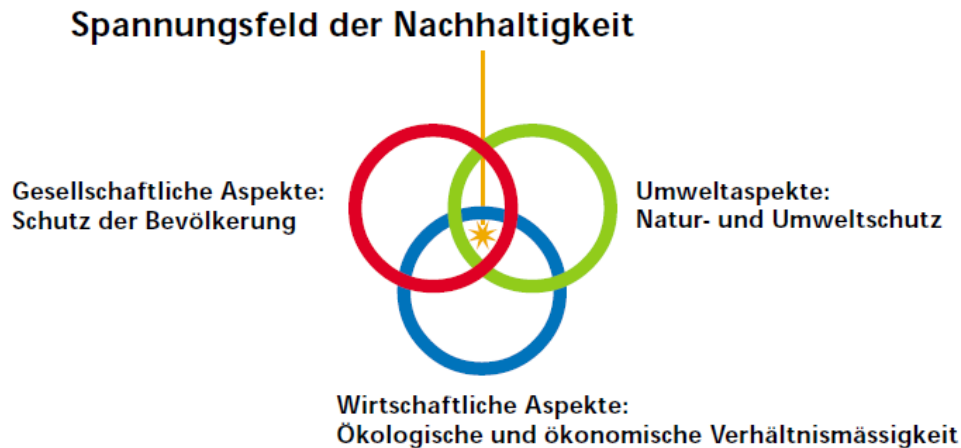 Spannungsfeld der Nachhaltigkeit
Gesellschaftliche Aspekte:
Schutz der Bevölkerung
Umweltaspekte:
Natur- und Umweltschutz
Wirtschaftliche Aspekte:
Ökologische und ökonomische Verhältnismässigkeit